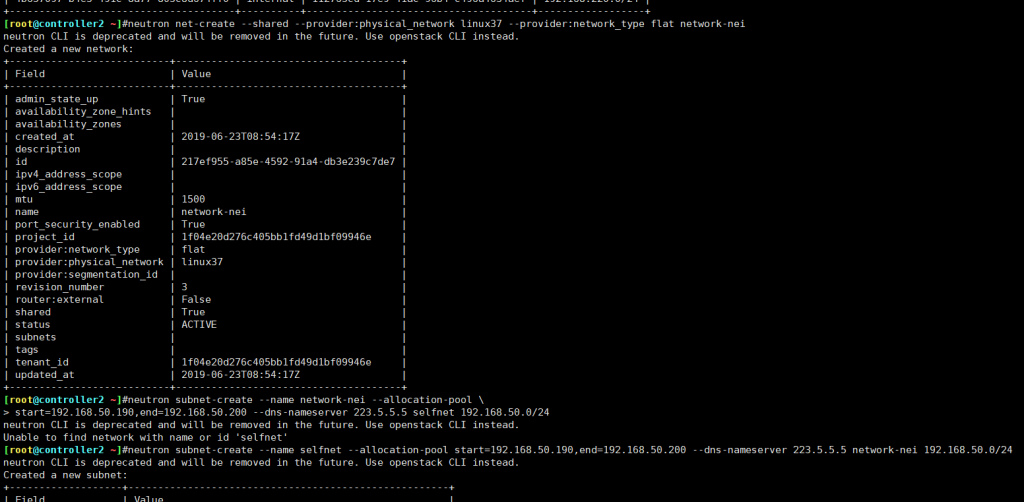 [root@controller2 ~]#neutron net-create --shared --provider:physical_network linux37 --provider:network_type flat network-nei
neutron CLI is deprecated and will be removed in the future. Use openstack CLI instead.
Created a new network:
+---------------------------+--------------------------------------+
| Field                     | Value                                |
+---------------------------+--------------------------------------+
| admin_state_up            | True                                 |
| availability_zone_hints   |                                      |
| availability_zones        |                                      |
| created_at                | 2019-06-23T08:54:17Z                 |
| description               |                                      |
| id                        | 217ef955-a85e-4592-91a4-db3e239c7de7 |
| ipv4_address_scope        |                                      |
| ipv6_address_scope        |                                      |
| mtu                       | 1500                                 |
| name                      | network-nei                          |
| port_security_enabled     | True                                 |
| project_id                | 1f04e20d276c405bb1fd49d1bf09946e     |
| provider:network_type     | flat                                 |
| provider:physical_network | linux37                              |
| provider:segmentation_id  |                                      |
| revision_number           | 3                                    |
| router:external           | False                                |
| shared                    | True                                 |
| status                    | ACTIVE                               |
| subnets                   |                                      |
| tags                      |                                      |
| tenant_id                 | 1f04e20d276c405bb1fd49d1bf09946e     |
| updated_at                | 2019-06-23T08:54:17Z                 |
+---------------------------+--------------------------------------+
[root@controller2 ~]#neutron subnet-create --name network-nei --allocation-pool \
> start=192.168.50.190,end=192.168.50.200 --dns-nameserver 223.5.5.5 selfnet 192.168.50.0/24
neutron CLI is deprecated and will be removed in the future. Use openstack CLI instead.
Unable to find network with name or id 'selfnet'
[root@controller2 ~]#neutron subnet-create --name selfnet --allocation-pool start=192.168.50.190,end=192.168.50.200 --dns-nameserver 223.5.5.5 network-nei 192.168.50.0/24
neutron CLI is deprecated and will be removed in the future. Use openstack CLI instead.
Created a new subnet:
+-------------------+----------------------------------------------------+
| Field             | Value                                              |